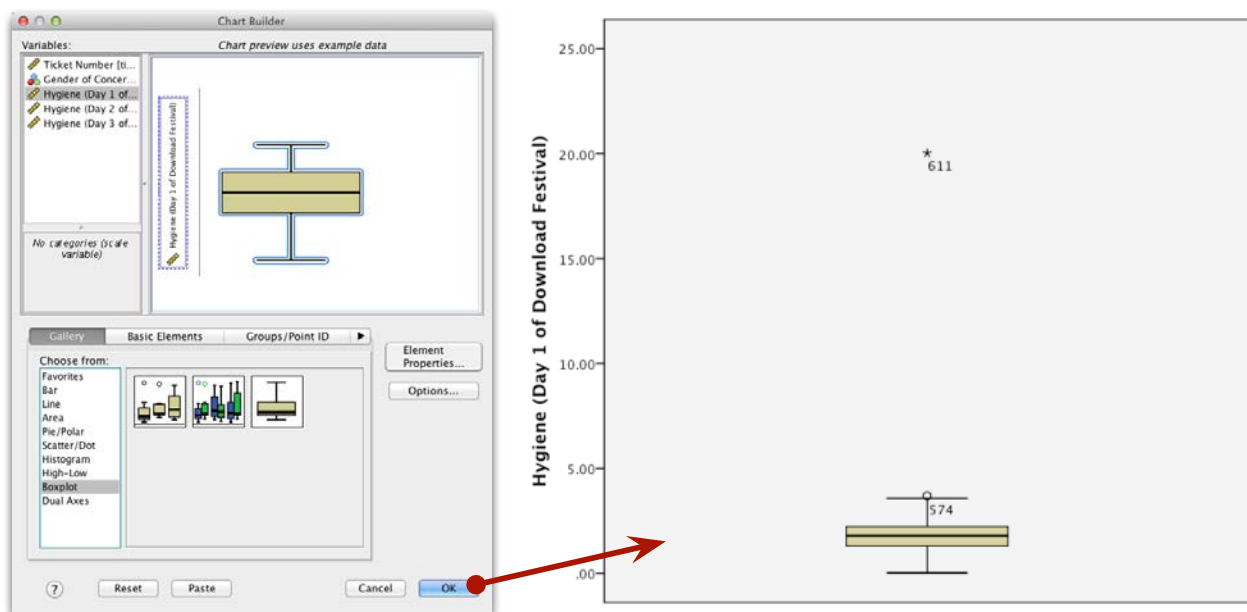 Chart Builder
Variables:
Chart preview uses example data
Ticket Number [ti...
Gender of Concer...
Hygiene (Day 1 of...
Hygiene (Day 2 of...
Hygiene (Day 3 of...
No categories (scale
variable)
Hygiene (Day 1 of Download Festival)
Gallery
Basic Elements
Groups/Point ID
Choose from:
Favorites
Bar
Line
Area
Pie/Polar
Scatter/Dot
Histogram
High-Low
Boxplot
Dual Axes
Element
Properties...
Options...
?
Reset
Paste
Cancel
OK
Hygiene (Day 1 of Download Festival)
25.00
20.00
15.00
10.00
5.00
.00
611
574